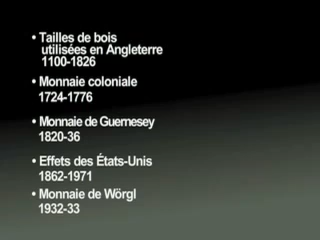 • Tailles de bois
utilisées en Angleterre
1100-1826
• Monnaie coloniale
1724-1776
• Monnaie de Guernesey
1820-36
• Effets des États-Unis
1862-1971
• Monnaie de Wörgl
1932-33